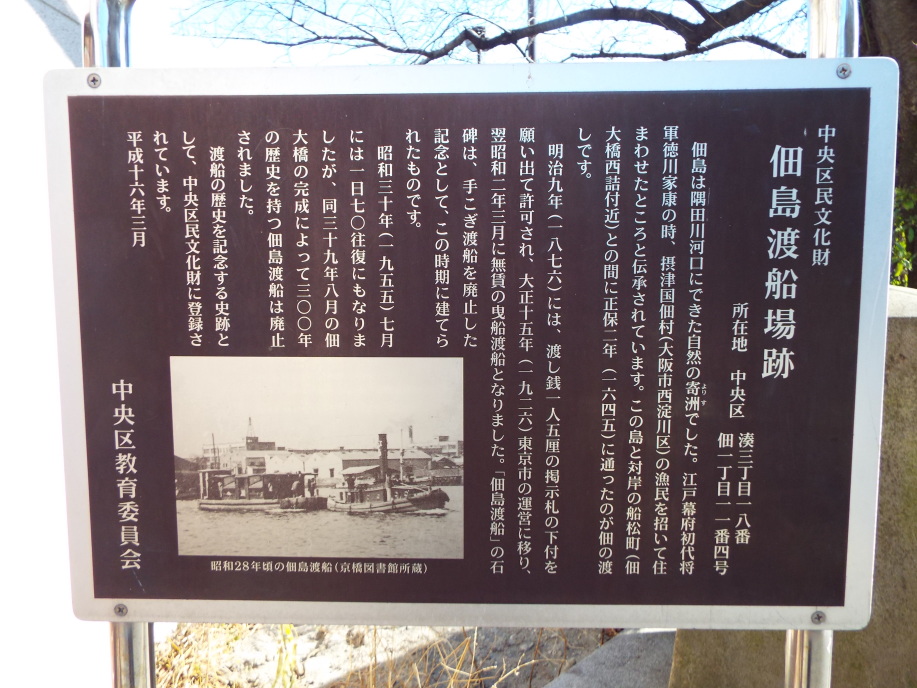 中央区民文化財
佃島渡船場跡
所在地　中央区　湊三丁目一八番
佃一丁目一一番四号
佃島は隅田川河口にできた自然の寄洲でした。江戸幕府初代将
よりす
軍徳川家康の時、摂津国佃村(大阪市西淀川区)の漁民を招いて住
まわせたところと伝承されています。この島と対岸の船松町(佃
大橋西詰付近)との間に正保二年(一六四五)に通ったのが佃の渡
しです。
明治九年(一八七六)には、渡し銭一人五厘の掲示札の下付を
願い出て許可され、大正十五年(一九二六)東京市の運営に移り、
翌昭和二年三月に無賃の曳船渡船となりました。「佃島渡船」の石
碑は、手こぎ渡船を廃止した
記念として、この時期に建てら
れたものです。
昭和三十年(一九五五)七月
には一日七〇往復にもなりま
したが、同三十九年八月の佃
大橋の完成によって三〇〇年
の歴史を持つ佃島渡船は廃止
されました。
渡船の歴史を記念する史跡と
して、中央区民文化財に登録さ
れています。
平成十六年三月
中央区教育委員会
昭和28年頃の佃島渡船(京橋図書館所蔵)